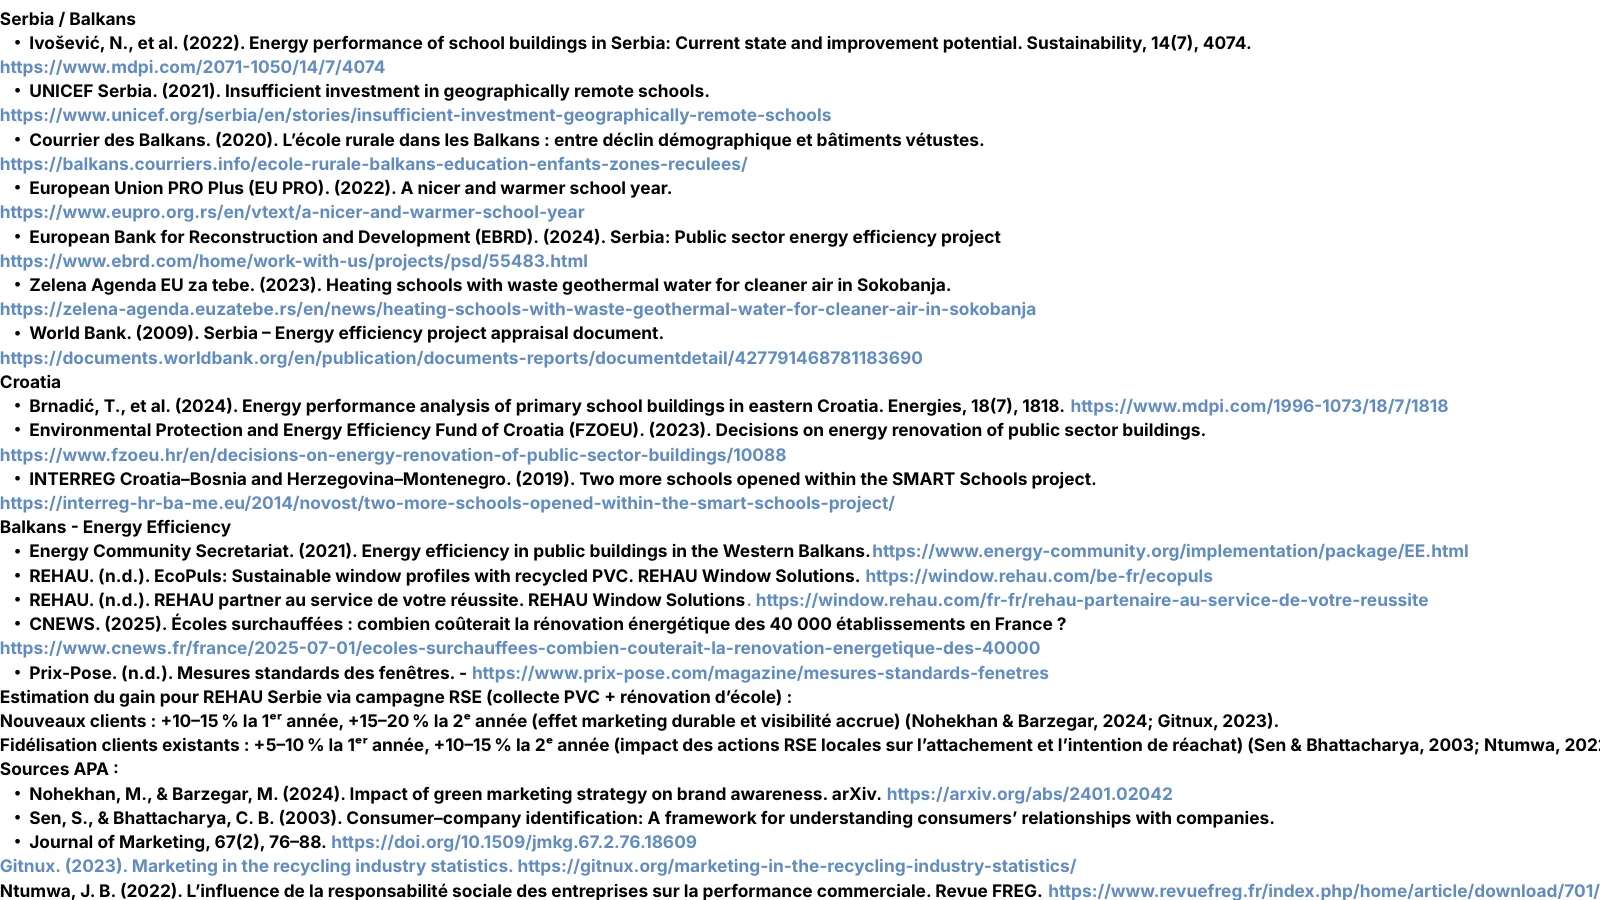 Serbia / Balkans
• Ivošević, N., et al. (2022). Energy performance of school buildings in Serbia: Current state and improvement potential. Sustainability, 14(7), 4074.
https://www.mdpi.com/2071-1050/14/7/4074
• UNICEF Serbia. (2021). Insufficient investment in geographically remote schools.
https://www.unicef.org/serbia/en/stories/insufficient-investment-geographically-remote-schools
• Courrier des Balkans. (2020). L’école rurale dans les Balkans : entre déclin démographique et bâtiments vétustes.
https://balkans.courriers.info/ecole-rurale-balkans-education-enfants-zones-reculees/
• European Union PRO Plus (EU PRO). (2022). A nicer and warmer school year.
https://www.eupro.org.rs/en/vtext/a-nicer-and-warmer-school-year
• European Bank for Reconstruction and Development (EBRD). (2024). Serbia: Public sector energy efficiency project
https://www.ebrd.com/home/work-with-us/projects/psd/55483.html
• Zelena Agenda EU za tebe. (2023). Heating schools with waste geothermal water for cleaner air in Sokobanja.
https://zelena-agenda.euzatebe.rs/en/news/heating-schools-with-waste-geothermal-water-for-cleaner-air-in-sokobanja
• World Bank. (2009). Serbia – Energy efficiency project appraisal document.
https://documents.worldbank.org/en/publication/documents-reports/documentdetail/427791468781183690
Croatia
• Brnadić, T., et al. (2024). Energy performance analysis of primary school buildings in eastern Croatia. Energies, 18(7), 1818. https://www.mdpi.com/1996-1073/18/7/1818
• Environmental Protection and Energy Efficiency Fund of Croatia (FZOEU). (2023). Decisions on energy renovation of public sector buildings.
https://www.fzoeu.hr/en/decisions-on-energy-renovation-of-public-sector-buildings/10088
• INTERREG Croatia–Bosnia and Herzegovina–Montenegro. (2019). Two more schools opened within the SMART Schools project.
https://interreg-hr-ba-me.eu/2014/novost/two-more-schools-opened-within-the-smart-schools-project/
Balkans - Energy Efficiency
• Energy Community Secretariat. (2021). Energy efficiency in public buildings in the Western Balkans. https://www.energy-community.org/implementation/package/EE.html
• REHAU. (n.d.). EcoPuls: Sustainable window profiles with recycled PVC. REHAU Window Solutions. https://window.rehau.com/be-fr/ecopuls
• REHAU. (n.d.). REHAU partner au service de votre réussite. REHAU Window Solutions. https://window.rehau.com/fr-fr/rehau-partenaire-au-service-de-votre-reussite
• CNEWS. (2025). Écoles surchauffées : combien coûterait la rénovation énergétique des 40 000 établissements en France ?
https://www.cnews.fr/france/2025-07-01/ecoles-surchauffees-combien-couterait-la-renovation-energetique-des-40000
• Prix-Pose. (n.d.). Mesures standards des fenêtres. - https://www.prix-pose.com/magazine/mesures-standards-fenetres
Estimation du gain pour REHAU Serbie via campagne RSE (collecte PVC + rénovation d’école) :
Nouveaux clients : +10–15 % la 1ᵉʳ année, +15–20 % la 2ᵉ année (effet marketing durable et visibilité accrue) (Nohekhan & Barzegar, 2024; Gitnux, 2023).
Fidélisation clients existants : +5–10 % la 1ᵉʳ année, +10–15 % la 2ᵉ année (impact des actions RSE locales sur l’attachement et l’intention de réachat) (Sen & Bhattacharya, 2003; Ntumwa,
Sources APA :
• Nohekhan, M., & Barzegar, M. (2024). Impact of green marketing strategy on brand awareness. arXiv. https://arxiv.org/abs/2401.02042
• Sen, S., & Bhattacharya, C. B. (2003). Consumer–company identification: A framework for understanding consumers’ relationships with companies.
• Journal of Marketing, 67(2), 76–88. https://doi.org/10.1509/jmkg.67.2.76.18609
Gitnux. (2023). Marketing in the recycling industry statistics. https://gitnux.org/marketing-in-the-recycling-industry-statistics/
Ntumwa, J. B. (2022). L’influence de la responsabilité sociale des entreprises sur la performance commerciale. Revue FREG. https://www.revuefreg.fr/index.php/home/article/download/701/